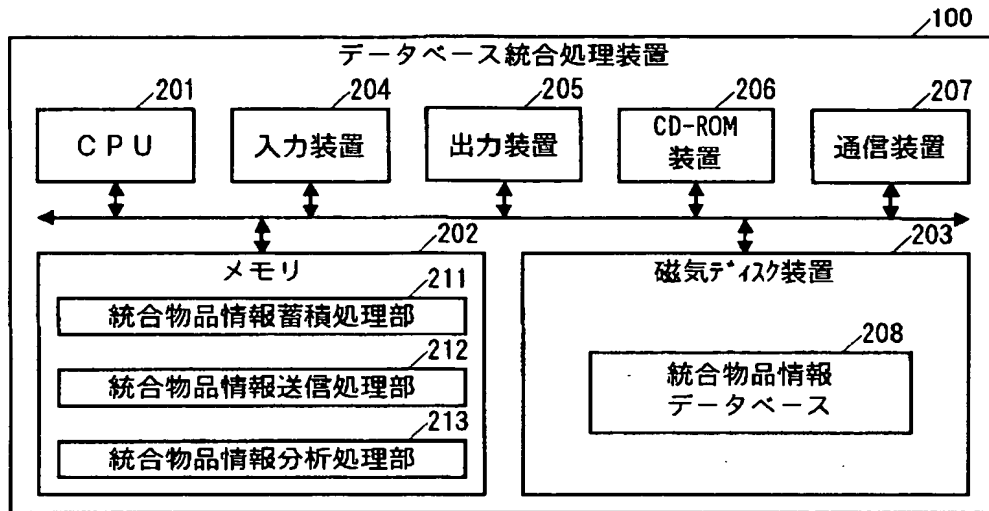 100
データベース統合処理装置
201
204
205
206
207
ＣＰＵ
入力装置
出力装置
CD-ROM
装置
通信装置
202
203
メモリ
磁気ディスク装置
211
統合物品情報蓄積処理部
212
統合物品情報送信処理部
213
統合物品情報分析処理部
208
統合物品情報
データベース